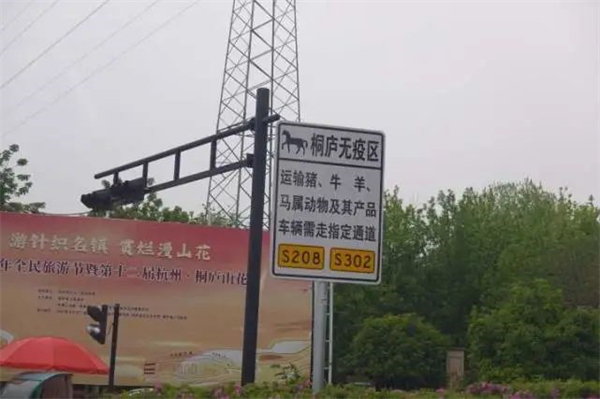 桐庐无疫区
运输猪、牛 羊、
马属动物及其产品
车辆需走指定通道
S208 S302
游针织名镇 赏烂漫山花
年全民旅游节暨第十二届杭州·桐庐山花